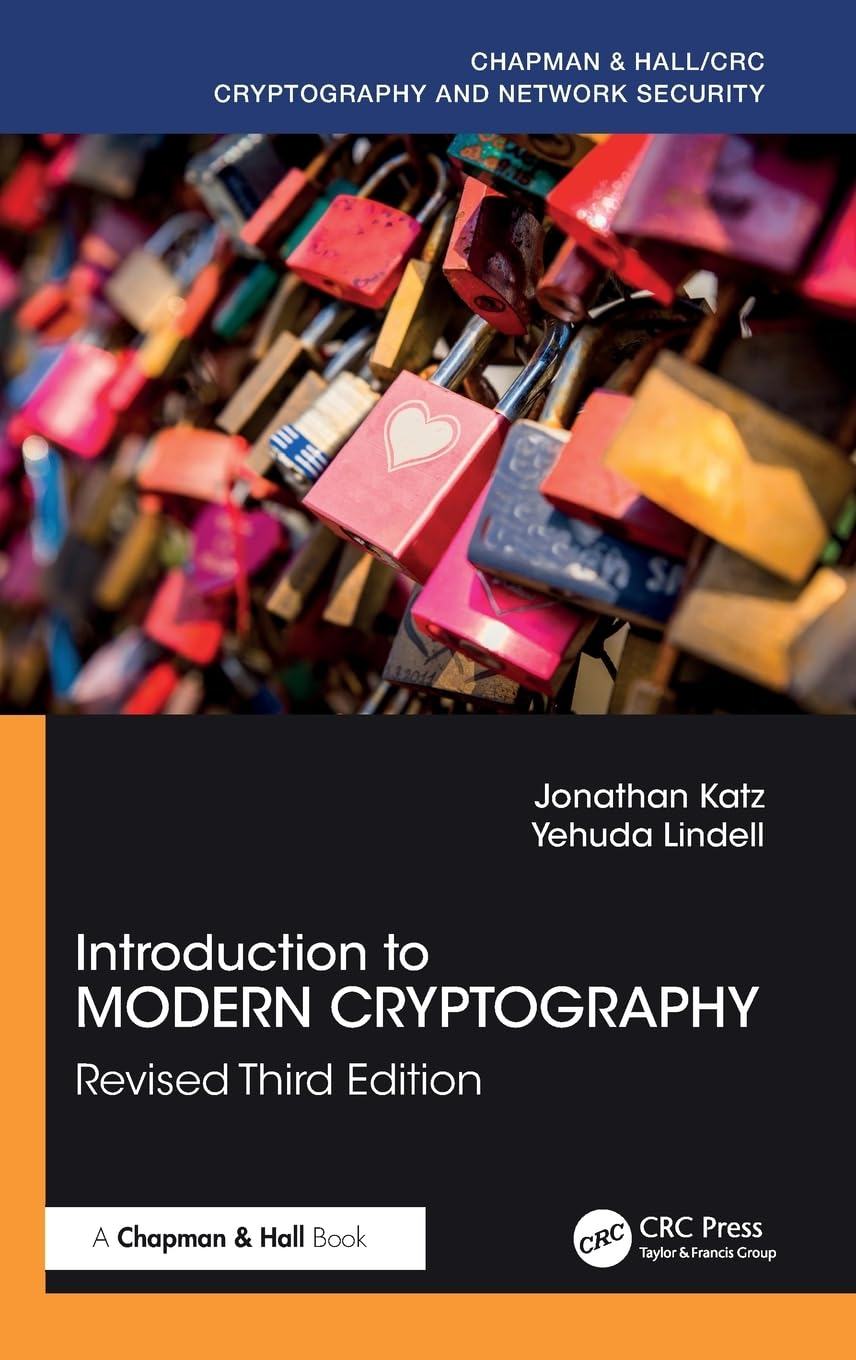 CHAPMAN & HALL/CRC
CRYPTOGRAPHY AND NETWORK SECURITY
Jonathan Katz
Yehuda Lindell
Introduction to
MODERN CRYPTOGRAPHY
Revised Third Edition
A Chapman & Hall Book
CRC
CRC Press
Taylor & Francis Group